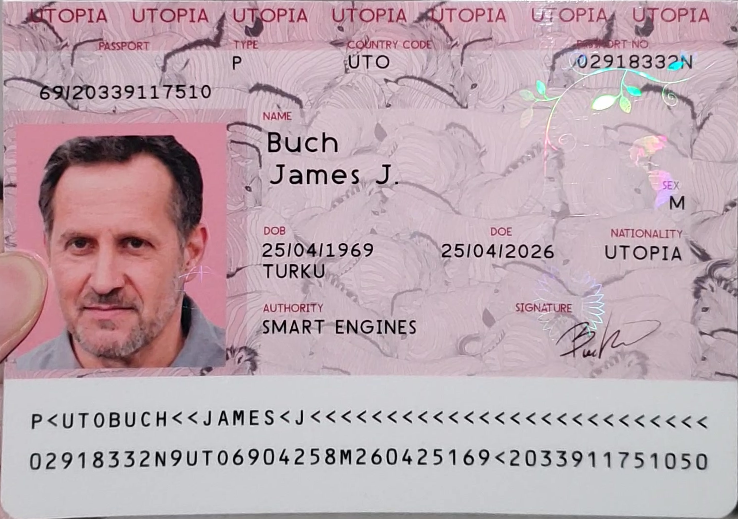 UTOPIA UTOPIA UTOPIA UTOPIA UTOPIA UTOPIA UTOPIA
PASSPORT TYPE COUNTRY CODE PASSPORT NO
P UTO 02918332N
69/20339117510
NAME
Buch
James J.
SEX
M
DOB DOE NATIONALITY
25/04/1969 25/04/2026 UTOPIA
TURKU
AUTHORITY SIGNATURE
SMART ENGINES
P<UTOBUCH<<JAMES<J<<<<<<<<<<<<<<<<<<<<<<<<<<
02918332N9UTO6904258M260425169<2033911751050